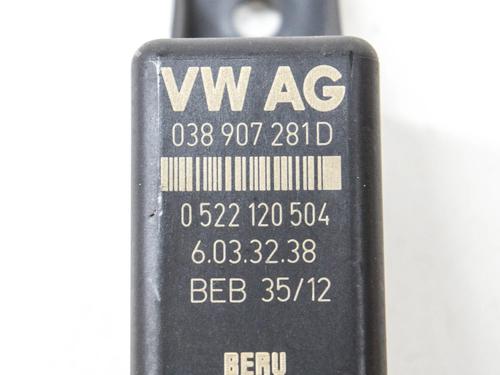 VW AG
038 907 281D
0 522 120 504
6.03.32.38
BEB 35/12
BERU